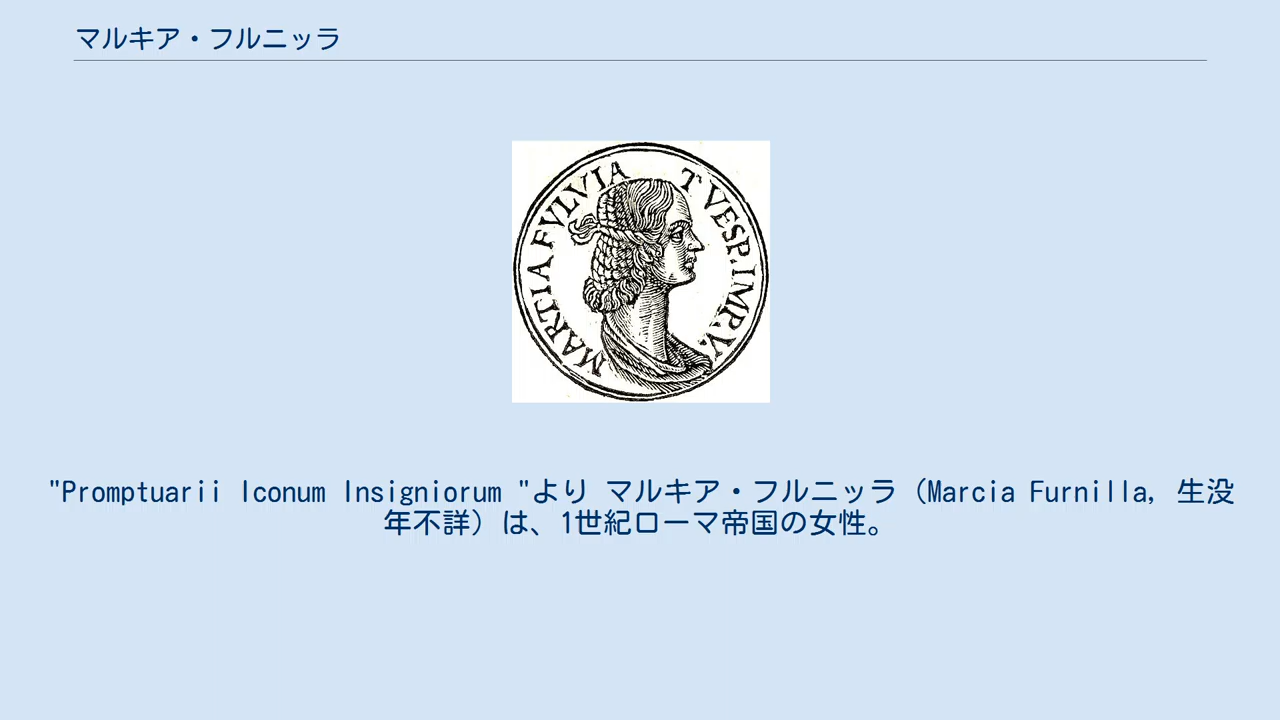 マルキア・フルニッラ
MARTIA FVLVIA T VESP. IMP. V.
"Promptuarii Iconum Insigniorum "より マルキア・フルニッラ（Marcia Furnilla, 生没
年不詳）は、1世紀ローマ帝国の女性。